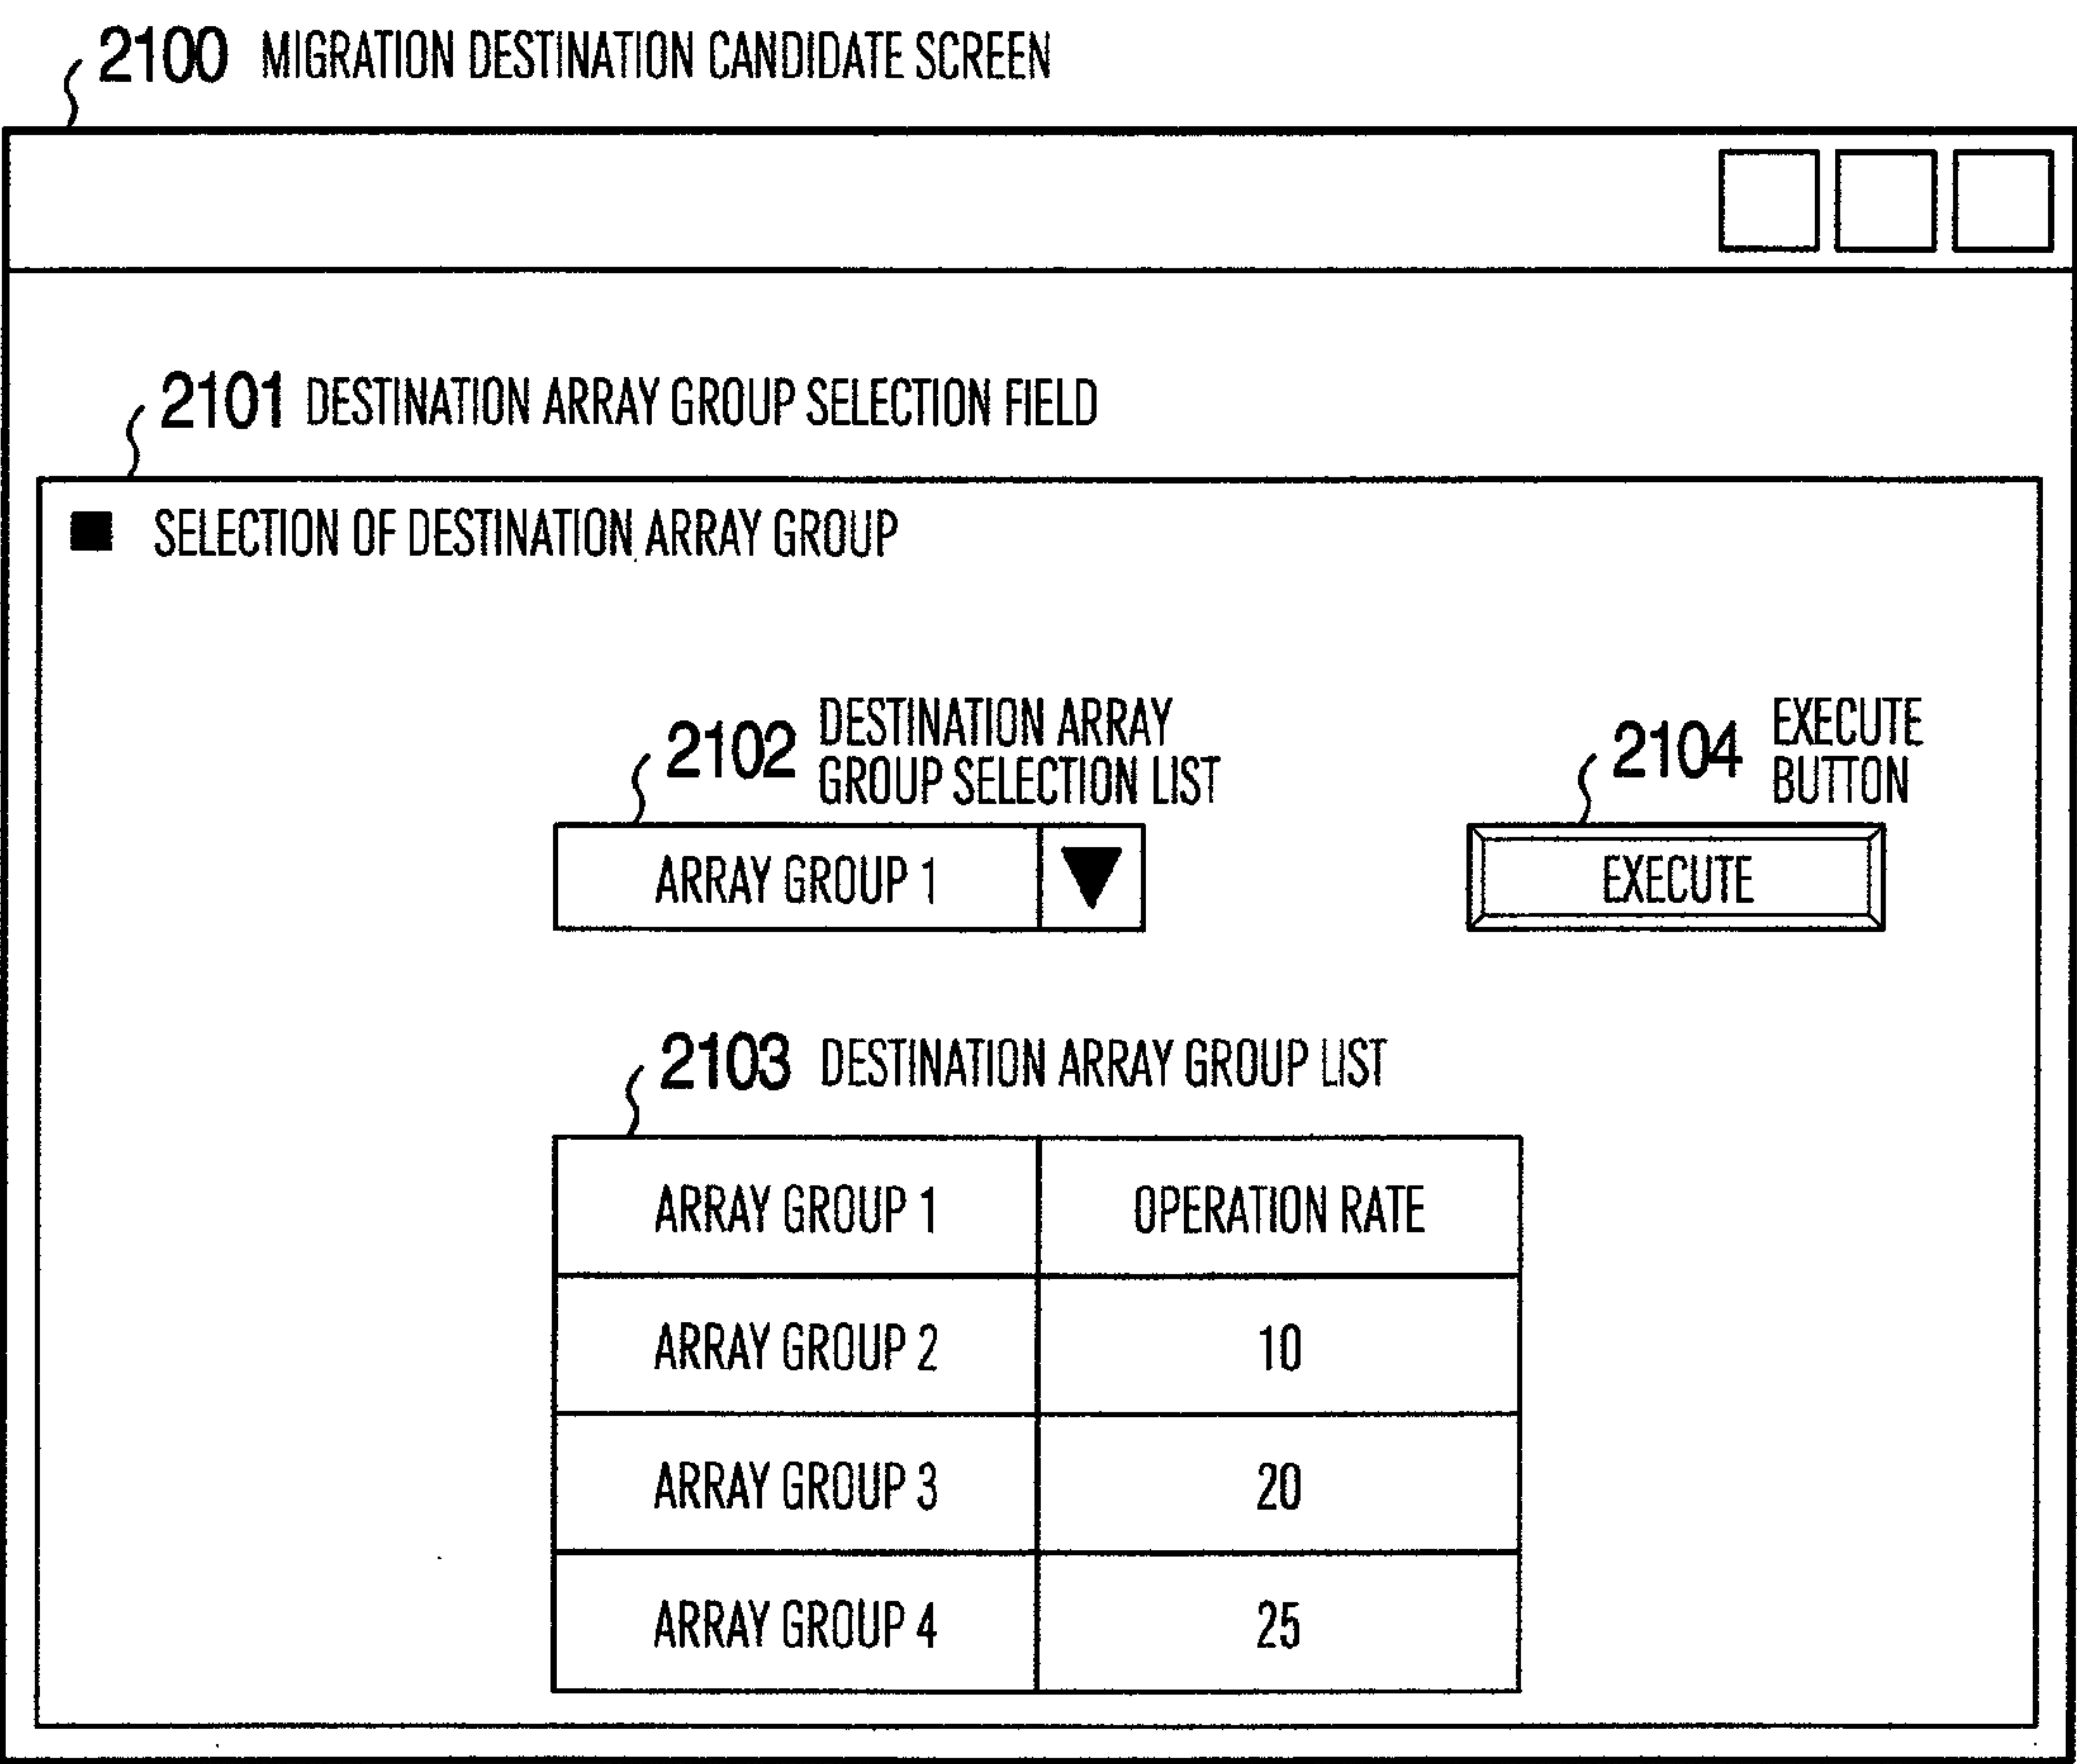 2100 MIGRATION DESTINATION CANDIDATE SCREEN
2101 DESTINATION ARRAY GROUP SELECTION FIELD
■ SELECTION OF DESTINATION ARRAY GROUP
2102 DESTINATION ARRAY
GROUP SELECTION LIST
2104 EXECUTE
BUTTON
ARRAY GROUP 1 ▼
EXECUTE
2103 DESTINATION ARRAY GROUP LIST
ARRAY GROUP 1 OPERATION RATE
ARRAY GROUP 2 10
ARRAY GROUP 3 20
ARRAY GROUP 4 25